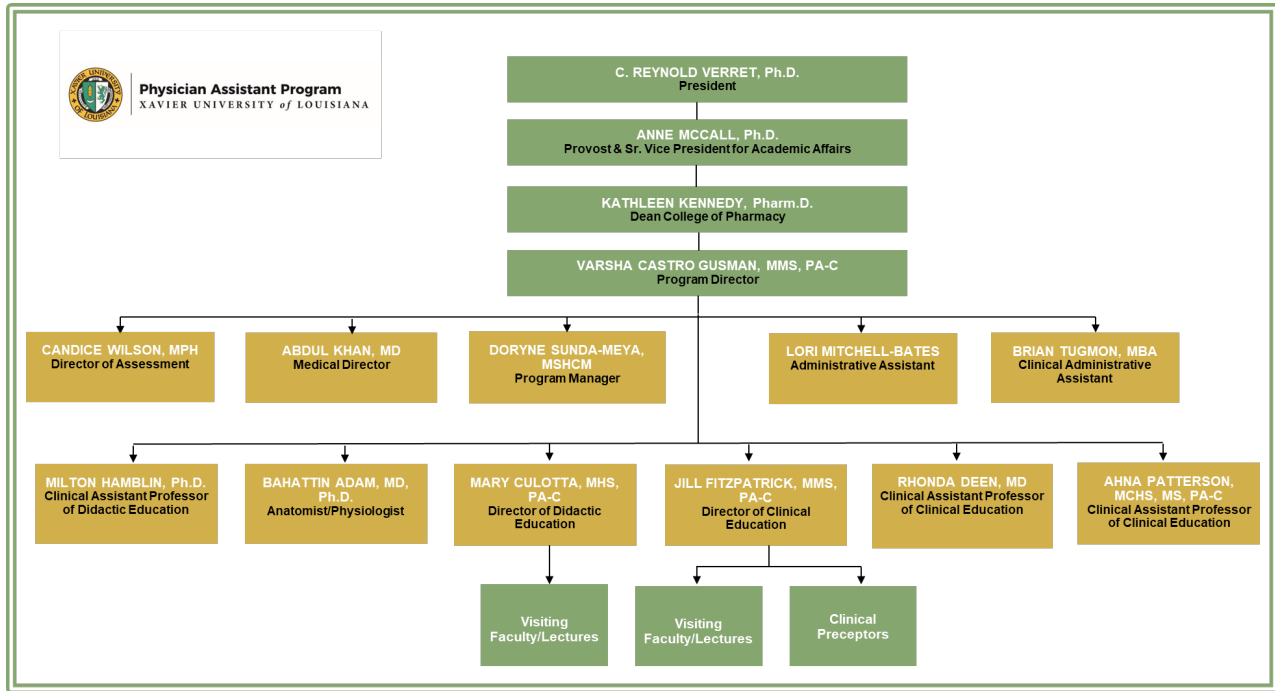 XAVIER UNIVERSITY
OF LOUISIANA
Physician Assistant Program
XAVIER UNIVERSITY of LOUISIANA
C. REYNOLD VERRET, Ph.D.
President
ANNE MCCALL, Ph.D.
Provost & Sr. Vice President for Academic Affairs
KATHLEEN KENNEDY, Pharm.D.
Dean College of Pharmacy
VARSHA CASTRO GUSMAN, MMS, PA-C
Program Director
CANDICE WILSON, MPH
Director of Assessment
ABDUL KHAN, MD
Medical Director
DORYNE SUNDA-MEYA,
MSHCM
Program Manager
LORI MITCHELL-BATES
Administrative Assistant
BRIAN TUGMON, MBA
Clinical Administrative
Assistant
MILTON HAMBLIN, Ph.D.
Clinical Assistant Professor
of Didactic Education
BAHATTIN ADAM, MD,
Ph.D.
Anatomist/Physiologist
MARY CULOTTA, MHS,
PA-C
Director of Didactic
Education
JILL FITZPATRICK, MMS,
PA-C
Director of Clinical
Education
RHONDA DEEN, MD
Clinical Assistant Professor
of Clinical Education
AHNA PATTERSON,
MCHS, MS, PA-C
Clinical Assistant Professor
of Clinical Education
Visiting
Faculty/Lectures
Visiting
Faculty/Lectures
Clinical
Preceptors